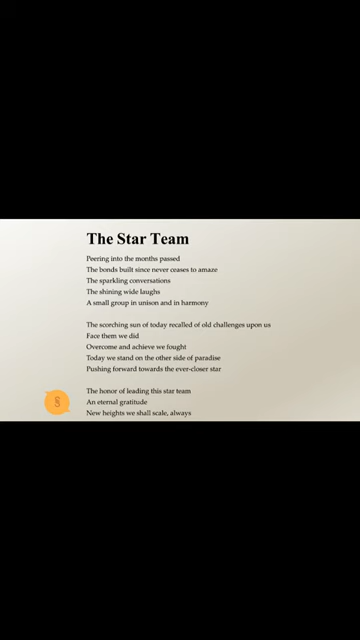 The Star Team
Peering into the months passed
The bonds built since never ceases to amaze
The sparkling conversations
The shining wide laughs
A small group in unison and in harmony
The scorching sun of today recalled of old challenges upon us
Face them we did
Overcome and achieve we fought
Today we stand on the other side of paradise
Pushing forward towards the ever-closer star
The honor of leading this star team
An eternal gratitude
New heights we shall scale, always